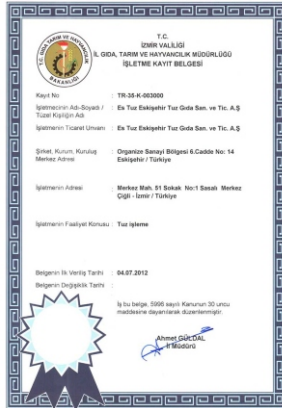 T.C. GIDA TARIM VE HAYVANCILIK
BAKANLIĞI
T.C.
İZMİR VALİLİĞİ
İL GIDA, TARIM VE HAYVANCILIK MÜDÜRLÜĞÜ
İŞLETME KAYIT BELGESİ
Kayıt No : TR-35-K-003000
İşletmecinin Adı-Soyadı / : Es Tuz Eskişehir Tuz Gıda San. ve Tic. A.Ş
Tüzel Kişiliğin Adı
İşletmenin Ticaret Unvanı : Es Tuz Eskişehir Tuz Gıda San. ve Tic. A.Ş.
Şirket, Kurum, Kuruluş : Organize Sanayi Bölgesi 6.Cadde No: 14
Merkez Adresi Eskişehir / Türkiye
İşletmenin Adresi : Merkez Mah. 51 Sokak No:1 Sasalı Merkez
Çiğli - İzmir / Türkiye
İşletmenin Faaliyet Konusu : Tuz işleme
Belgenin İlk Veriliş Tarihi : 04.07.2012
Belgenin Değişiklik Tarihi :
İş bu belge, 5996 sayılı Kanunun 30 uncu
maddesine dayanılarak düzenlenmiştir.
Ahmet GÜLDAL
İl Müdürü